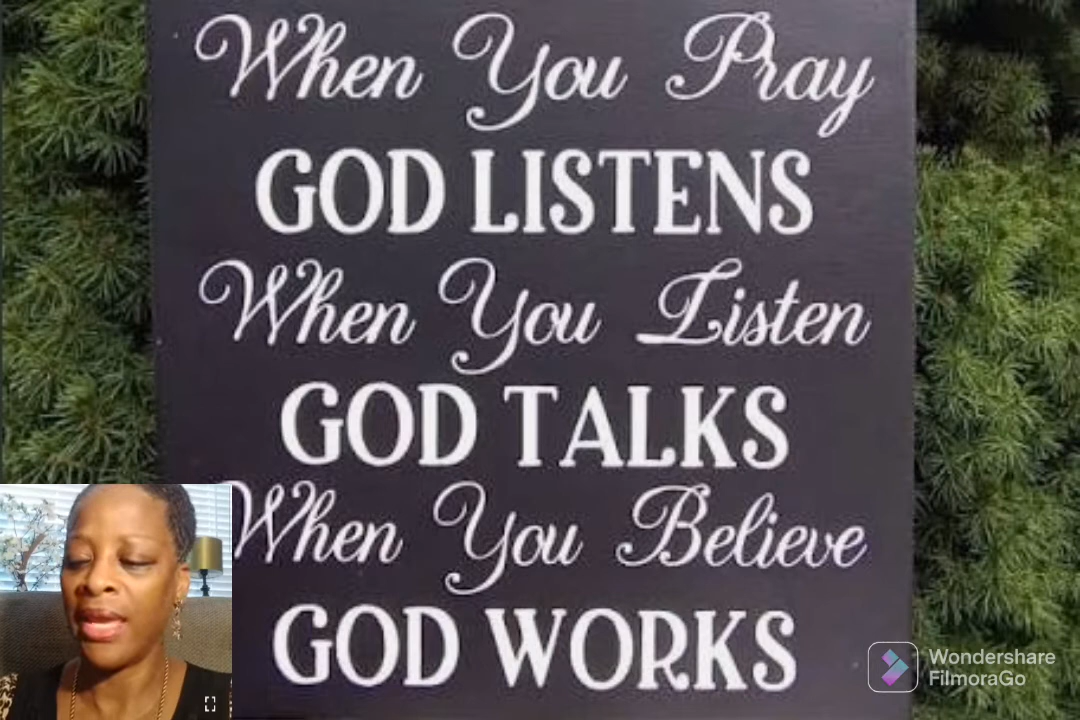 When You Pray
GOD LISTENS
When You Listen
GOD TALKS
When You Believe
GOD WORKS
Wondershare
FilmoraGo